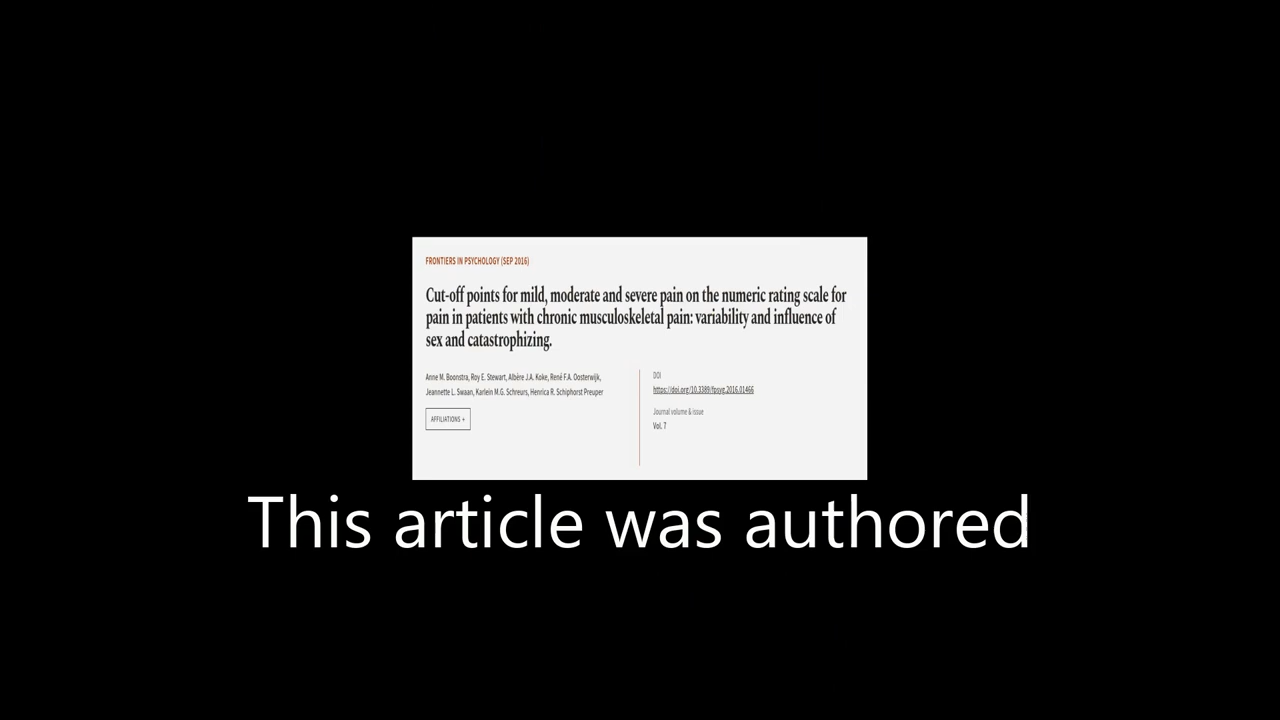 FRONTIERS IN PSYCHOLOGY (SEP 2016)
Cut-off points for mild, moderate and severe pain on the numeric rating scale for
pain in patients with chronic musculoskeletal pain: variability and influence of
sex and catastrophizing.
Anne M. Boonstra, Roy E. Stewart, Albère J.A. Koke, René F.A. Oosterwijk,
Jeannette L. Swaan, Karlein M.G. Schreurs, Henrica R. Schiphorst Preuper
AFFILIATIONS +
DOI
https://doi.org/10.3389/fpsyg.2016.01466
Journal volume & issue
Vol. 7
This article was authored